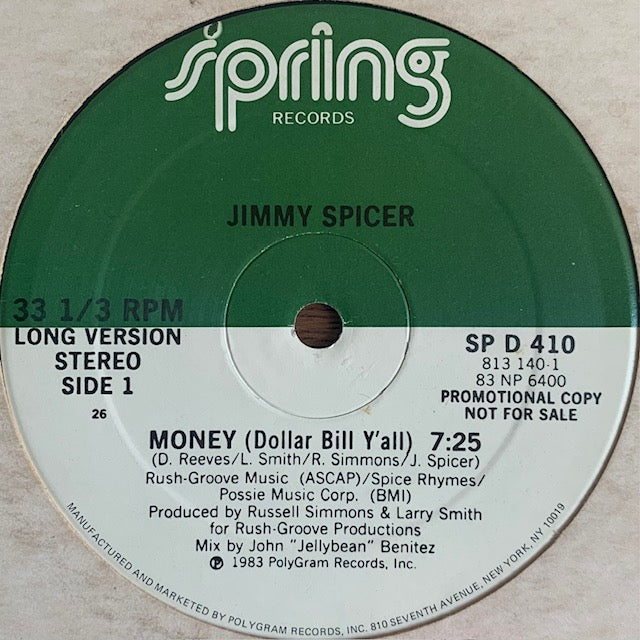 spring
RECORDS
JIMMY SPICER
33 1/3 RPM
LONG VERSION
STEREO
SIDE 1
26
SP D 410
813 140-1
83 NP 6400
PROMOTIONAL COPY
NOT FOR SALE
MONEY (Dollar Bill Y'all) 7:25
(D. Reeves/L. Smith/R. Simmons/J. Spicer)
Rush-Groove Music (ASCAP)/Spice Rhymes/
Possie Music Corp. (BMI)
Produced by Russell Simmons & Larry Smith
for Rush-Groove Productions
Mix by John "Jellybean" Benitez
℗ 1983 PolyGram Records, Inc.
MANUFACTURED AND MARKETED BY POLYGRAM RECORDS, INC. 810 SEVENTH AVENUE, NEW YORK, NY 10019